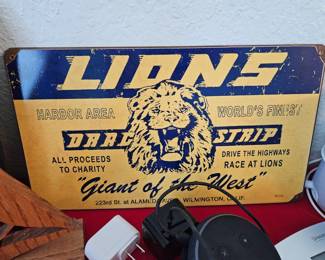 LIONS
HARBOR AREA WORLD'S FINEST
DRAG STRIP
ALL PROCEEDS DRIVE THE HIGHWAYS
TO CHARITY RACE AT LIONS
"Giant of the West"
223rd St. at ALAMEDA WILMINGTON, CALIF.